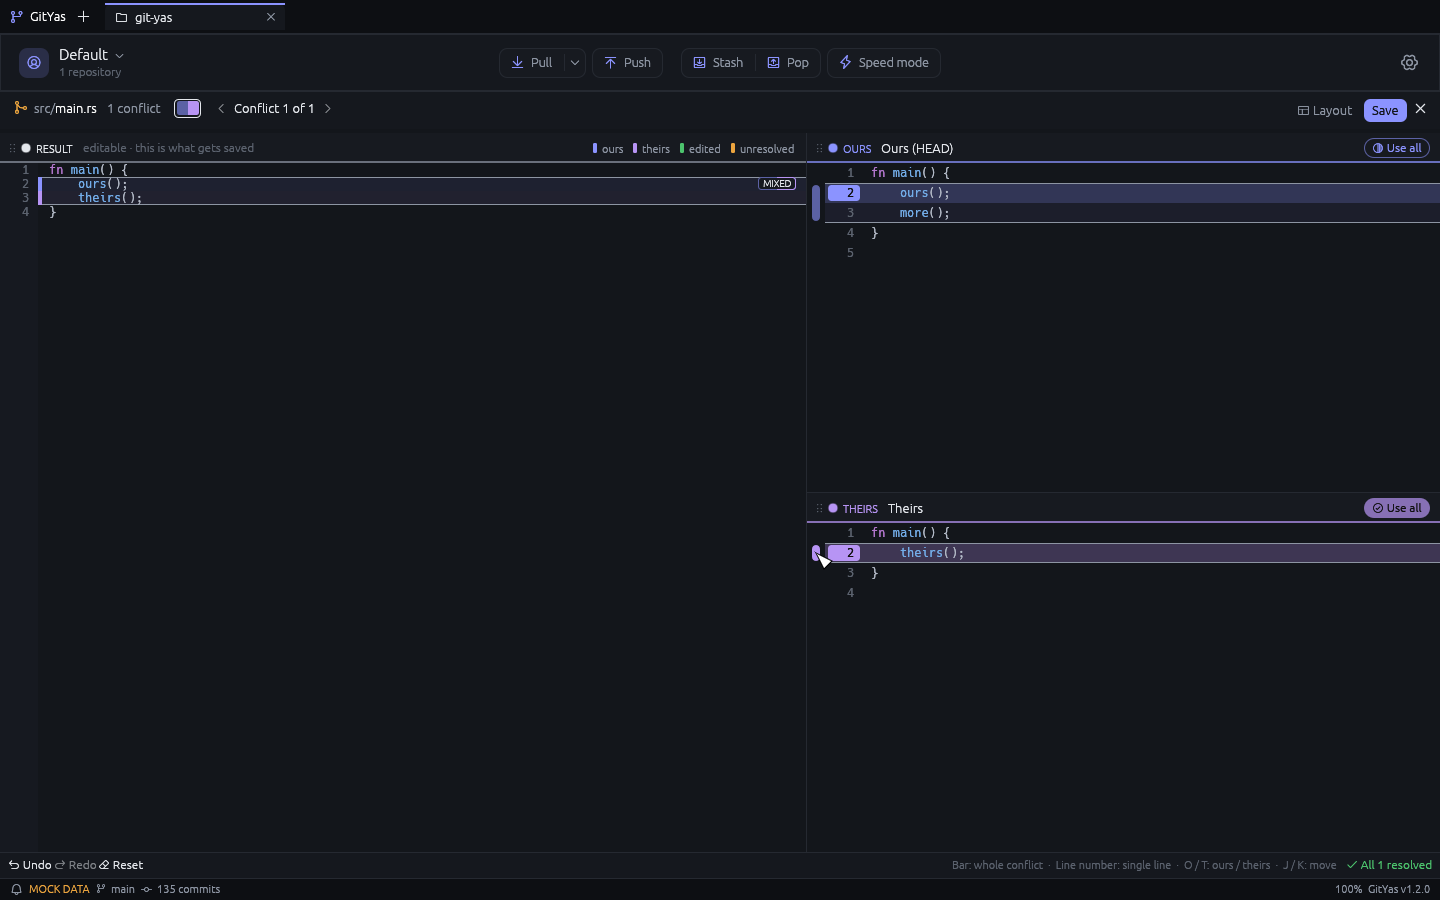 GitYas
git-yas
Default
1 repository
Pull
Push
Stash
Pop
Speed mode
src/main.rs 1 conflict
Conflict 1 of 1
Layout
Save
RESULT editable · this is what gets saved
ours theirs edited unresolved
1 fn main() {
2 ours();
MIXED
3 theirs();
4 }
OURS Ours (HEAD)
Use all
1 fn main() {
2 ours();
3 more();
4 }
5
THEIRS Theirs
Use all
1 fn main() {
2 theirs();
3 }
4
Undo Redo Reset
Bar: whole conflict · Line number: single line · O / T: ours / theirs · J / K: move
All 1 resolved
MOCK DATA main 135 commits
100% GitYas v1.2.0